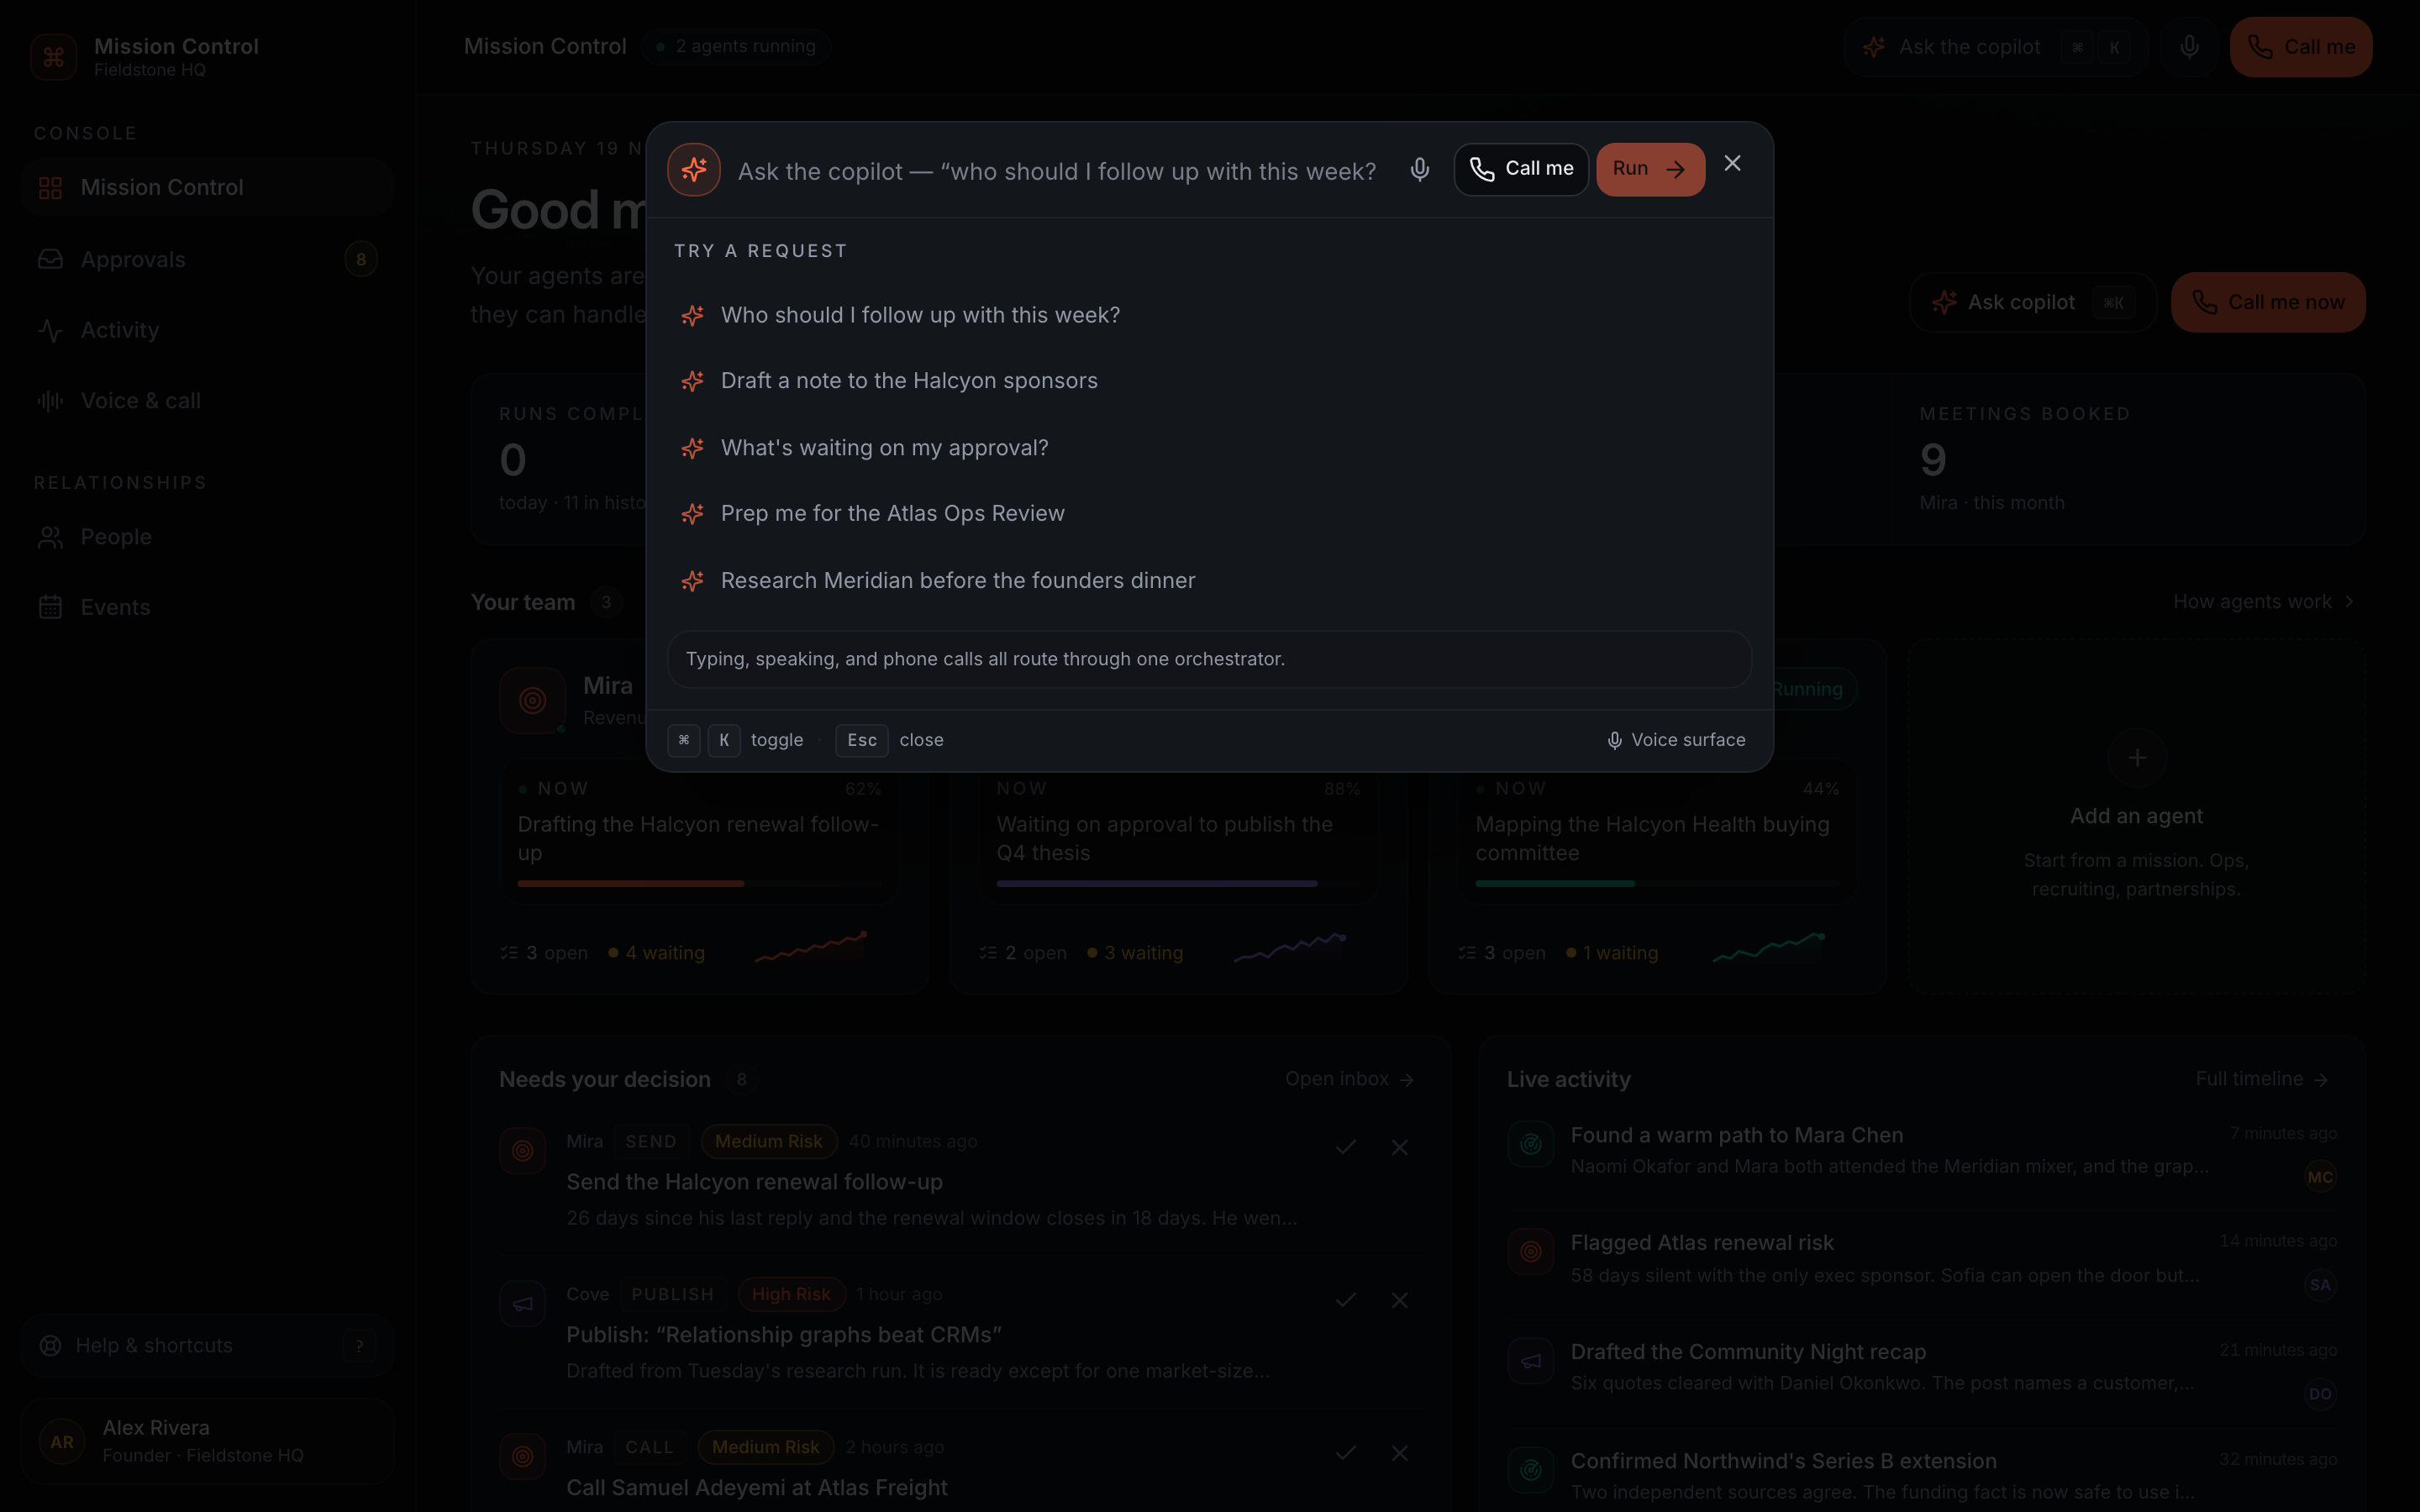 Mission Control
Fieldstone HQ
CONSOLE
Mission Control
Approvals
8
Activity
Voice & call
RELATIONSHIPS
People
Events
Help & shortcuts
?
AR
Alex Rivera
Founder · Fieldstone HQ
Mission Control
2 agents running
Ask the copilot
⌘ K
Call me
THURSDAY 19 N
Good m
Your agents are
they can handle
Ask copilot
⌘K
Call me now
Ask the copilot — “who should I follow up with this week?
Call me
Run
TRY A REQUEST
Who should I follow up with this week?
Draft a note to the Halcyon sponsors
What's waiting on my approval?
Prep me for the Atlas Ops Review
Research Meridian before the founders dinner
Typing, speaking, and phone calls all route through one orchestrator.
⌘ K toggle · Esc close
Voice surface
RUNS COMPL
0
today · 11 in histo
MEETINGS BOOKED
9
Mira · this month
Your team
3
How agents work
Mira
Revenu
NOW
62%
Drafting the Halcyon renewal follow-
up
3 open
4 waiting
NOW
88%
Waiting on approval to publish the
Q4 thesis
2 open
3 waiting
Running
NOW
44%
Mapping the Halcyon Health buying
committee
3 open
1 waiting
Add an agent
Start from a mission. Ops,
recruiting, partnerships.
Needs your decision
8
Open inbox
Mira SEND Medium Risk 40 minutes ago
Send the Halcyon renewal follow-up
26 days since his last reply and the renewal window closes in 18 days. He wen...
Cove PUBLISH High Risk 1 hour ago
Publish: “Relationship graphs beat CRMs”
Drafted from Tuesday's research run. It is ready except for one market-size...
Mira CALL Medium Risk 2 hours ago
Call Samuel Adeyemi at Atlas Freight
Live activity
Full timeline
Found a warm path to Mara Chen
7 minutes ago
Naomi Okafor and Mara both attended the Meridian mixer, and the grap...
MC
Flagged Atlas renewal risk
14 minutes ago
58 days silent with the only exec sponsor. Sofia can open the door but...
SA
Drafted the Community Night recap
21 minutes ago
Six quotes cleared with Daniel Okonkwo. The post names a customer,...
DO
Confirmed Northwind's Series B extension
32 minutes ago
Two independent sources agree. The funding fact is now safe to use i...